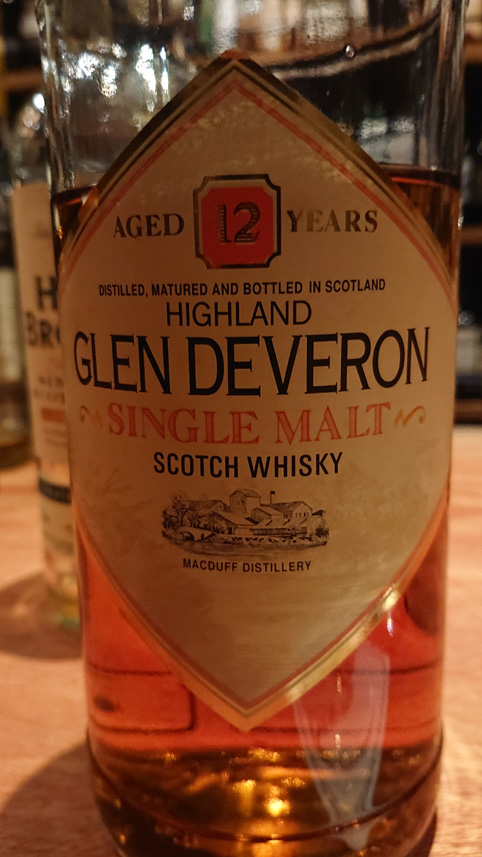 AGED 12 YEARS
DISTILLED, MATURED AND BOTTLED IN SCOTLAND
HIGHLAND
GLEN DEVERON
SINGLE MALT
SCOTCH WHISKY
MACDUFF DISTILLERY